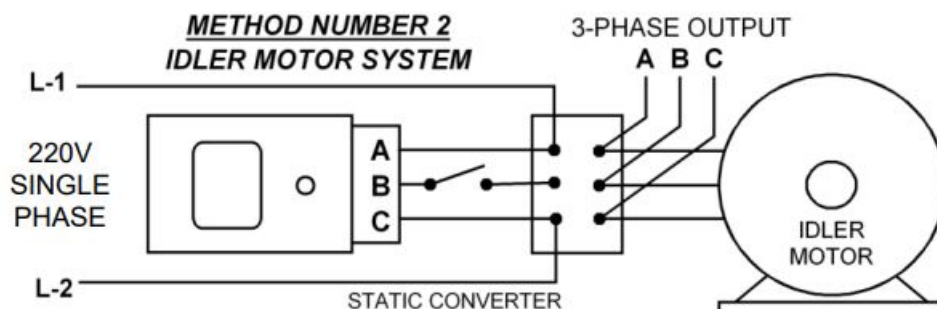 METHOD NUMBER 2
IDLER MOTOR SYSTEM
3-PHASE OUTPUT
A B C
L-1
220V
SINGLE
PHASE
A
B
C
IDLER
MOTOR
L-2
STATIC CONVERTER